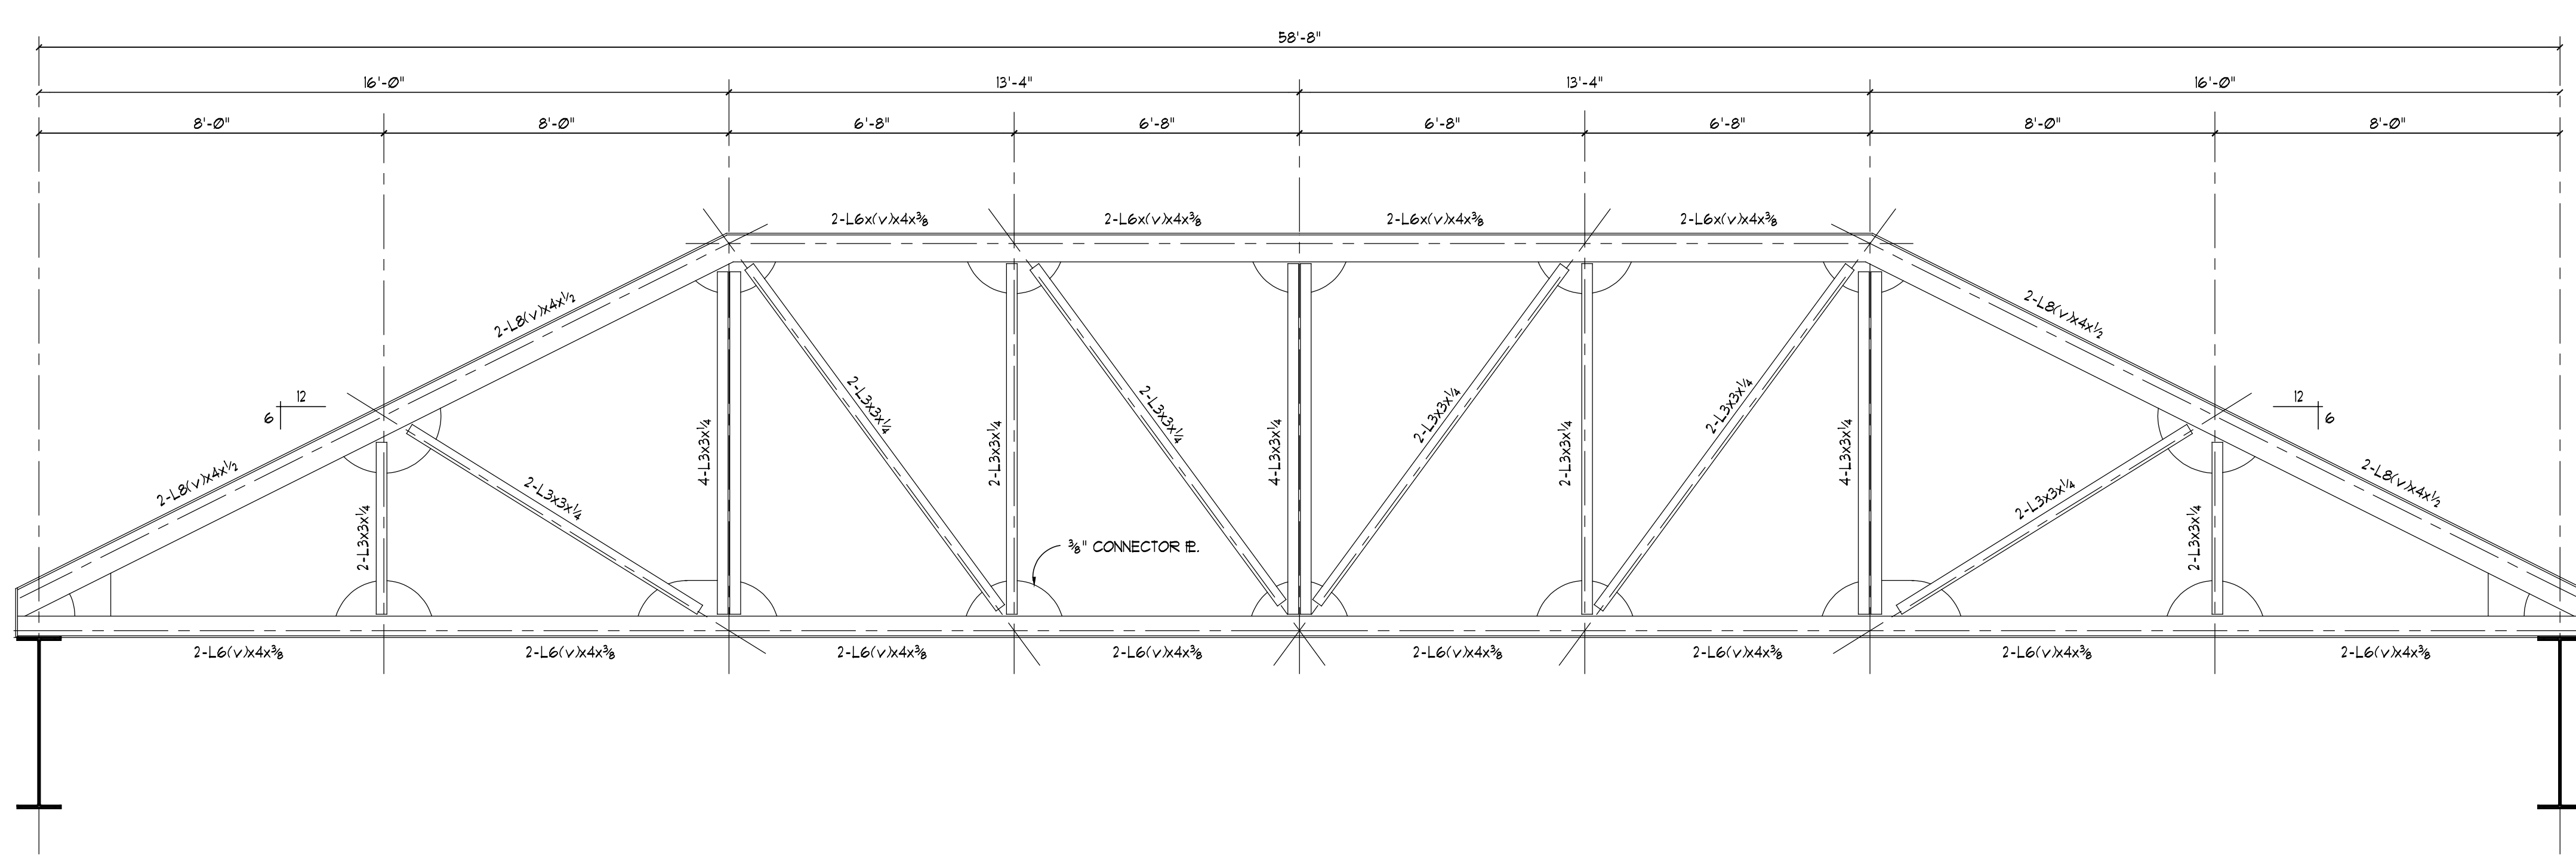 58'-8"
16'-0" 13'-4" 13'-4" 16'-0"
8'-0" 8'-0" 6'-8" 6'-8" 6'-8" 6'-8" 8'-0" 8'-0"
2-L6x(v)x4x⅜ 2-L6x(v)x4x⅜ 2-L6x(v)x4x⅜ 2-L6x(v)x4x⅜
2-L8(v)x4x½
2-L8(v)x4x½
12
6
12
6
2-L3x3x¼
2-L3x3x¼
2-L3x3x¼
2-L3x3x¼
4-L3x3x¼
2-L3x3x¼
4-L3x3x¼
2-L3x3x¼
4-L3x3x¼
2-L8(v)x4x½
2-L8(v)x4x½
2-L3x3x¼
2-L3x3x¼
2-L3x3x¼
2-L3x3x¼
⅜" CONNECTOR ℙL.
2-L6(v)x4x⅜ 2-L6(v)x4x⅜ 2-L6(v)x4x⅜ 2-L6(v)x4x⅜ 2-L6(v)x4x⅜ 2-L6(v)x4x⅜ 2-L6(v)x4x⅜ 2-L6(v)x4x⅜